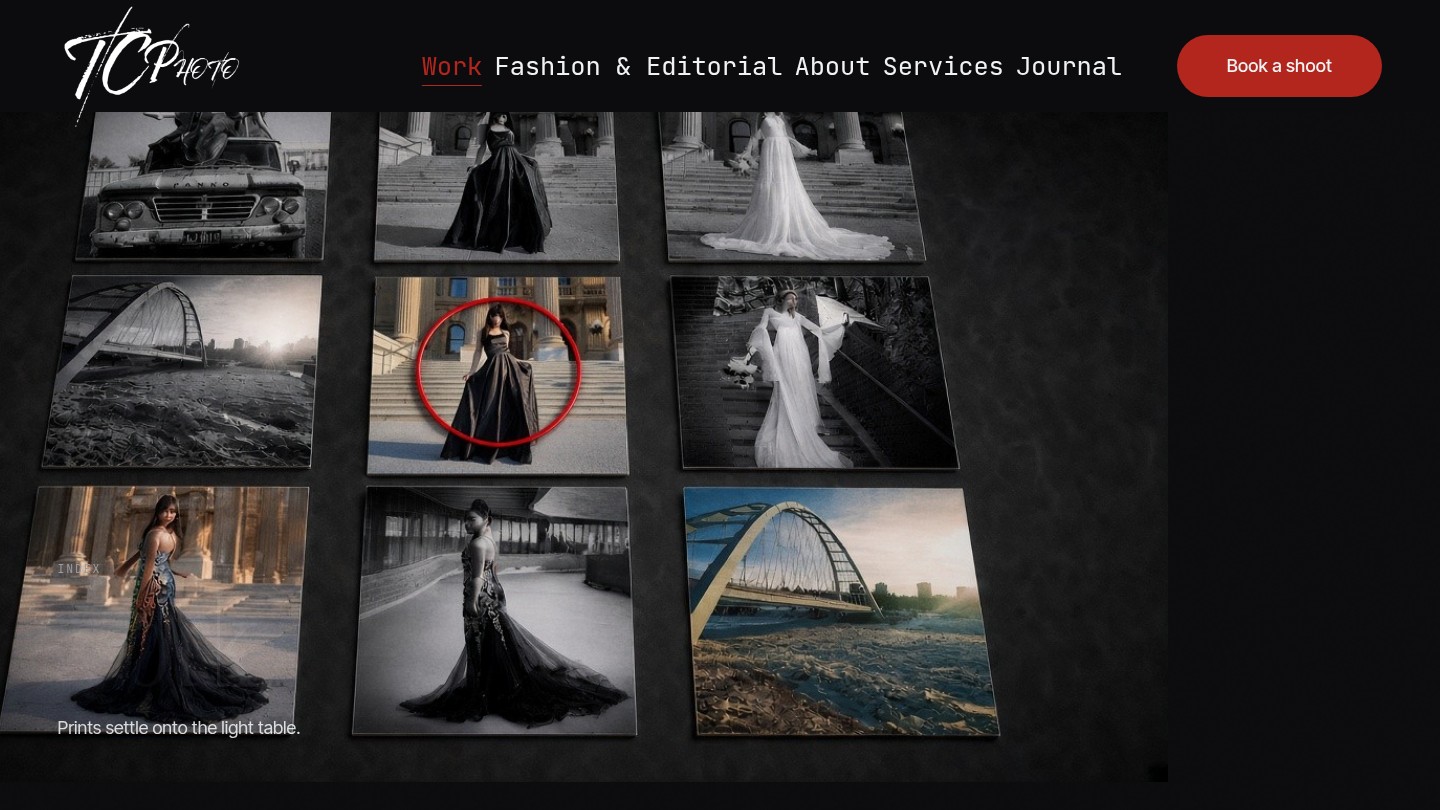 TCPHOTO
Work Fashion & Editorial About Services Journal
Book a shoot
INDEX
Prints settle onto the light table.